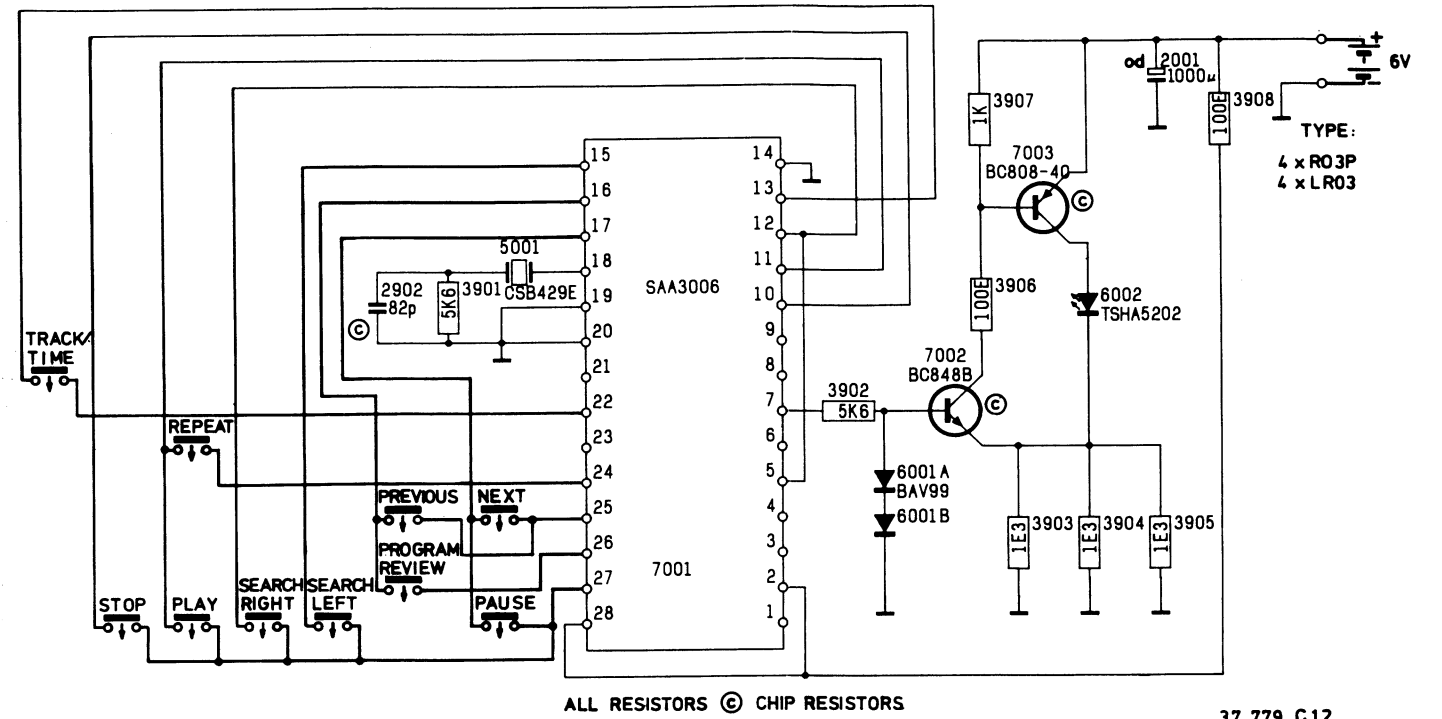 +
6V
-
od 2001
1000µ
3908
100E
TYPE:
4 x RO3P
4 x LR03
3907
1K
7003
BC808-40
c
3906
100E
6002
TSHA5202
7002
BC848B
c
3902
5K6
6001A
BAV99
6001B
3903
1E3
3904
1E3
3905
1E3
15
16
17
18
19
20
21
22
23
24
25
26
27
28
14
13
12
11
10
9
8
7
6
5
4
3
2
1
SAA3006
7001
5001
CSB429E
2902
82p
c
3901
5K6
TRACK/
TIME
REPEAT
PREVIOUS
NEXT
PROGRAM
REVIEW
STOP
PLAY
SEARCH
RIGHT
SEARCH
LEFT
PAUSE
ALL RESISTORS c CHIP RESISTORS
37 779 C12